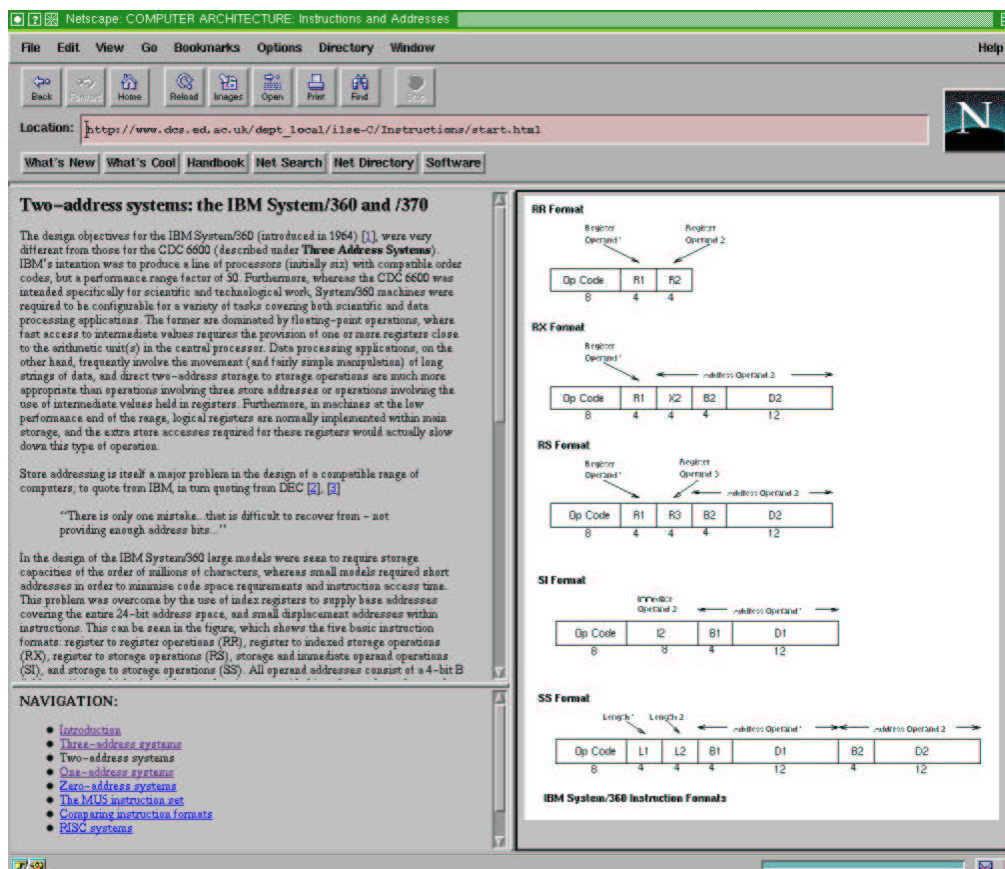 Netscape: COMPUTER ARCHITECTURE: Instructions and Addresses
File Edit View Go Bookmarks Options Directory Window Help
Back Forward Home Reload Images Open Print Find Stop
Location: http://www.dcs.ed.ac.uk/dept_local/ilse-C/Instructions/start.html
N
What's New What's Cool Handbook Net Search Net Directory Software
Two-address systems: the IBM System/360 and /370
The design objectives for the IBM System/360 (introduced in 1964) [1], were very
different from those for the CDC 6600 (described under Three Address Systems).
IBM's intention was to produce a line of processors (initially six) with compatible order
codes, but a performance range factor of 50. Furthermore, whereas the CDC 6600 was
intended specifically for scientific and technological work, System/360 machines were
required to be configurable for a variety of tasks covering both scientific and data
processing applications. The former are dominated by floating-point operations, where
fast access to intermediate values requires the provision of one or more registers close
to the arithmetic unit(s) in the central processor. Data processing applications, on the
other hand, frequently involve the movement (and fairly simple manipulation) of long
strings of data, and direct two-address storage to storage operations are much more
appropriate than operations involving three store addresses or operations involving the
use of intermediate values held in registers. Furthermore, in machines at the low
performance end of the range, logical registers are normally implemented within main
storage, and the extra store accesses required for these registers would actually slow
down this type of operation.
Store addressing is itself a major problem in the design of a compatible range of
computers; to quote from IBM, in turn quoting from DEC [2], [3]
"There is only one mistake...that is difficult to recover from - not
providing enough address bits..."
In the design of the IBM System/360 large models were seen to require storage
capacities of the order of millions of characters, whereas small models required short
addresses in order to minimise code space requirements and instruction access time.
This problem was overcome by the use of index registers to supply base addresses
covering the entire 24-bit address space, and small displacement addresses within
instructions. This can be seen in the figure, which shows the five basic instruction
formats: register to register operations (RR), register to indexed storage operations
(RX), register to storage operations (RS), storage and immediate operand operations
(SI), and storage to storage operations (SS). All operand addresses consist of a 4-bit B
NAVIGATION:
Introduction
Three-address systems
Two-address systems
One-address systems
Zero-address systems
The MU5 instruction set
Comparing instruction formats
RISC systems
RR Format
Register Register
Operand 1 Operand 2
Op Code R1 R2
8 4 4
RX Format
Register
Operand 1 Address Operand 2
Op Code R1 X2 B2 D2
8 4 4 4 12
RS Format
Register Register
Operand 1 Operand 3 Address Operand 2
Op Code R1 R3 B2 D2
8 4 4 4 12
SI Format
Immediate
Operand 2 Address Operand 1
Op Code I2 B1 D1
8 8 4 12
SS Format
Length 1 Length 2 Address Operand 1 Address Operand 2
Op Code L1 L2 B1 D1 B2 D2
8 4 4 4 12 4 12
IBM System/360 Instruction Formats